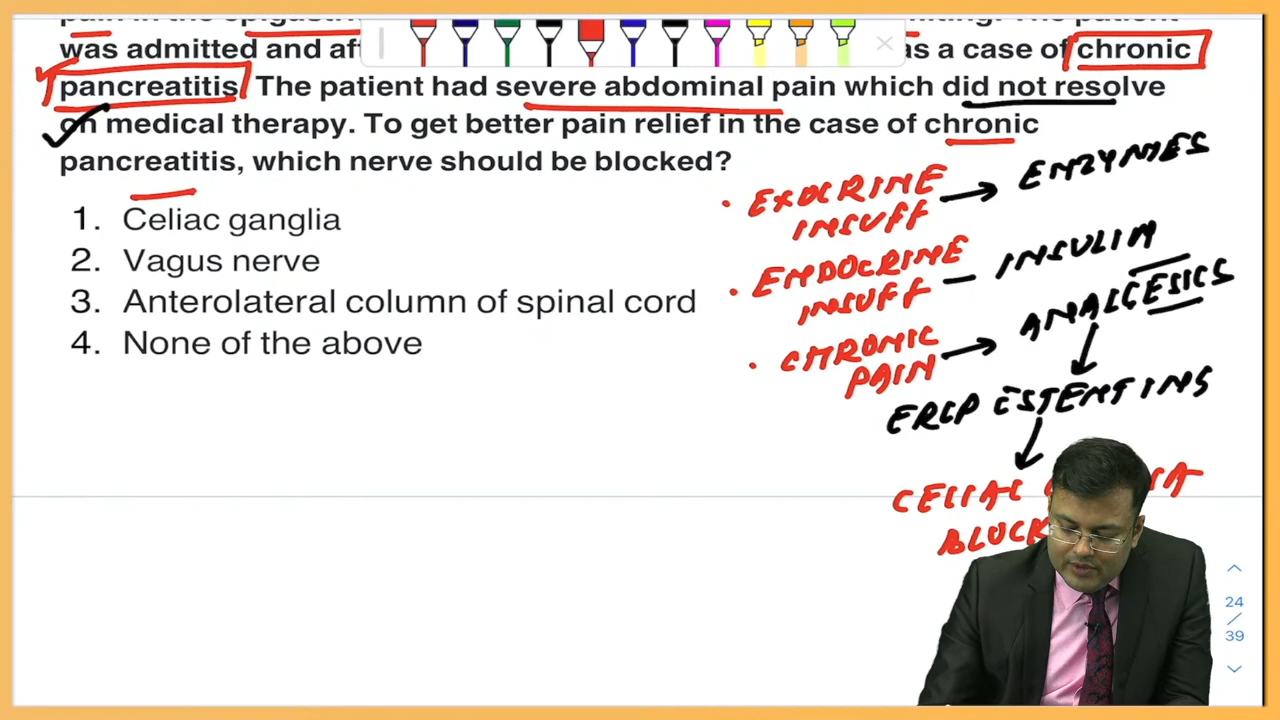 pain in the
was admitted and as a case of chronic
pancreatitis. The patient had severe abdominal pain which did not resolve
on medical therapy. To get better pain relief in the case of chronic
pancreatitis, which nerve should be blocked?
1. Celiac ganglia
2. Vagus nerve
3. Anterolateral column of spinal cord
4. None of the above
• EXOCRINE → ENZYMES
INSUFF
• ENDOCRINE — INSULIN
INSUFF
• CHRONIC → ANALGESICS
PAIN
ERCP STENTING
CELIAC
BLOCK
24
/
39